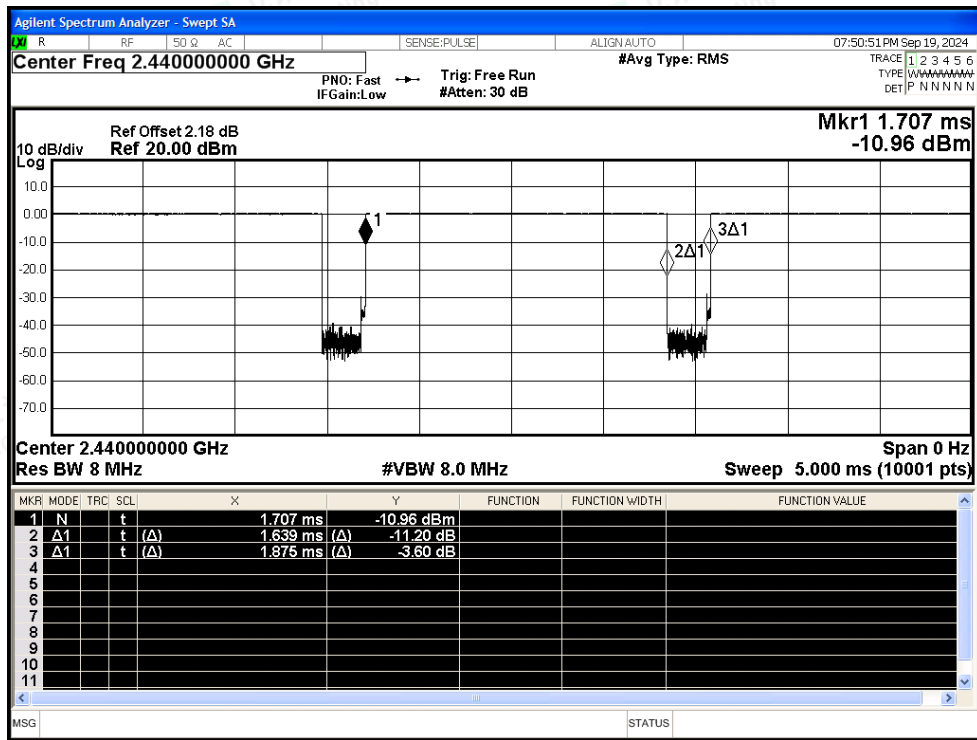 Agilent Spectrum Analyzer - Swept SA
LXI R RF 50 Ω AC SENSE:PULSE ALIGN AUTO 07:50:51 PM Sep 19, 2024
Center Freq 2.440000000 GHz
PNO: Fast
IFGain:Low
Trig: Free Run
#Atten: 30 dB
#Avg Type: RMS
TRACE 1 2 3 4 5 6
TYPE WWWWWW
DET P N N N N N
Mkr1 1.707 ms
-10.96 dBm
Ref Offset 2.18 dB
10 dB/div Ref 20.00 dBm
Log
10.0
0.00
-10.0
-20.0
-30.0
-40.0
-50.0
-60.0
-70.0
1
2Δ1
3Δ1
Center 2.440000000 GHz Span 0 Hz
Res BW 8 MHz #VBW 8.0 MHz Sweep 5.000 ms (10001 pts)
MKR MODE TRC SCL X Y FUNCTION FUNCTION WIDTH FUNCTION VALUE
1 N t 1.707 ms -10.96 dBm
2 Δ1 t (Δ) 1.639 ms (Δ) -11.20 dB
3 Δ1 t (Δ) 1.875 ms (Δ) -3.60 dB
4
5
6
7
8
9
10
11
MSG STATUS